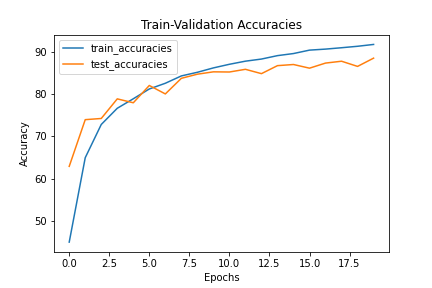 Train-Validation Accuracies
train_accuracies
test_accuracies
Accuracy
90
80
70
60
50
0.0 2.5 5.0 7.5 10.0 12.5 15.0 17.5
Epochs